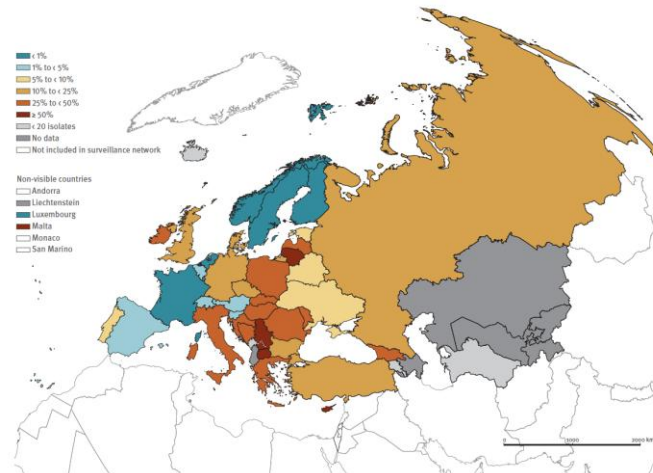 < 1%
1% to < 5%
5% to < 10%
10% to < 25%
25% to < 50%
≥ 50%
< 20 isolates
No data
Not included in surveillance network
Non-visible countries
Andorra
Liechtenstein
Luxembourg
Malta
Monaco
San Marino
0 1000 2000 km